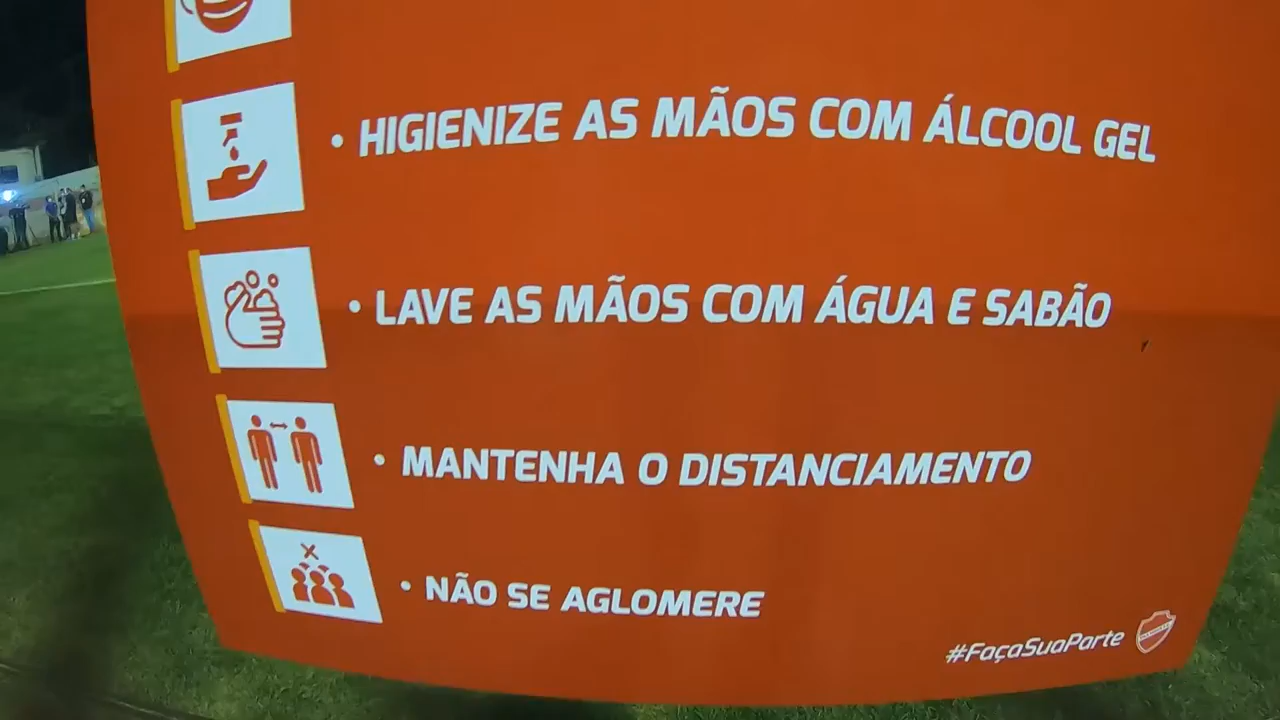 • HIGIENIZE AS MÃOS COM ÁLCOOL GEL
• LAVE AS MÃOS COM ÁGUA E SABÃO
• MANTENHA O DISTANCIAMENTO
• NÃO SE AGLOMERE
#FaçaSuaParte